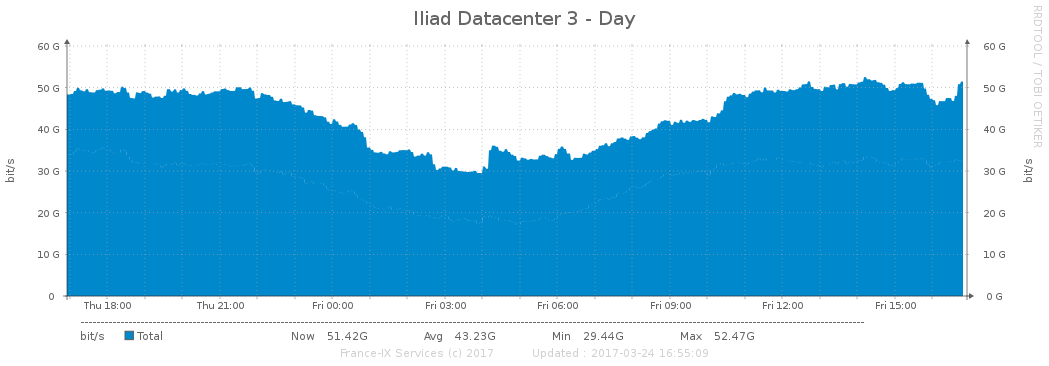 Iliad Datacenter 3 - Day
RRDTOOL / TOBI OETIKER
60 G 60 G
50 G 50 G
40 G 40 G
30 G 30 G
20 G 20 G
10 G 10 G
0 0 G
bit/s bit/s
Thu 18:00 Thu 21:00 Fri 00:00 Fri 03:00 Fri 06:00 Fri 09:00 Fri 12:00 Fri 15:00
bit/s Total Now 51.42G Avg 43.23G Min 29.44G Max 52.47G
France-IX Services (c) 2017 Updated : 2017-03-24 16:55:09